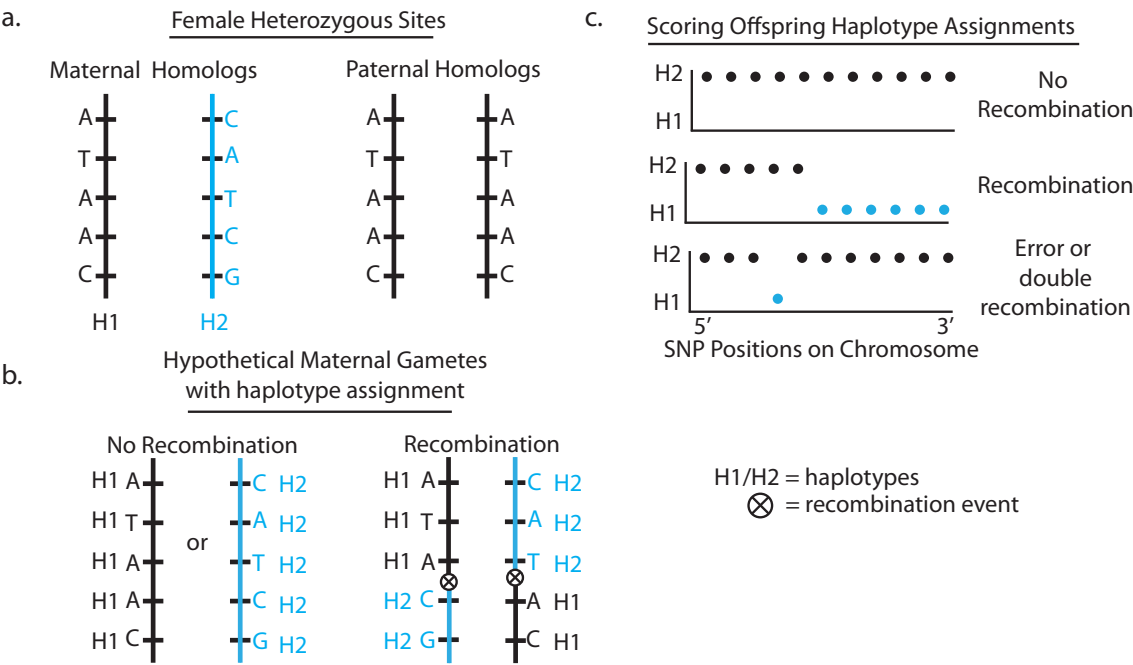 a.
Female Heterozygous Sites
Maternal Homologs
Paternal Homologs
A C A A
T A T T
A T A A
A C A A
C G C C
H1 H2
b.
Hypothetical Maternal Gametes
with haplotype assignment
No Recombination
Recombination
H1 A C H2 H1 A C H2
H1 T A H2 H1 T A H2
or
H1 A T H2 H1 A T H2
H1 A C H2 H2 C A H1
H1 C G H2 H2 G C H1
c.
Scoring Offspring Haplotype Assignments
H2
H1
No
Recombination
H2
H1
Recombination
H2
H1
Error or
double
recombination
5′ 3′
SNP Positions on Chromosome
H1/H2 = haplotypes
= recombination event